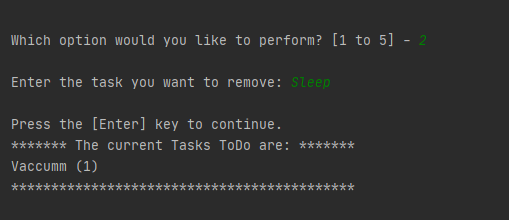 Which option would you like to perform? [1 to 5] - 2
Enter the task you want to remove: Sleep
Press the [Enter] key to continue.
******* The current Tasks ToDo are: *******
Vaccumm (1)
*******************************************